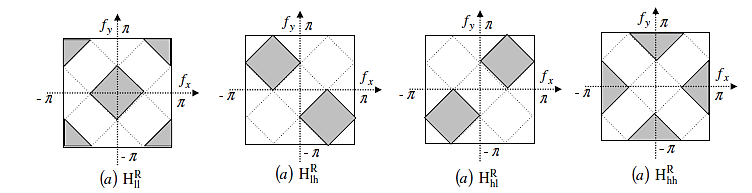 f_y π
f_x
- π π
- π
(a) H^R_ll
f_y π
f_x
- π π
- π
(a) H^R_lh
f_y π
f_x
- π π
- π
(a) H^R_hl
f_y π
f_x
- π π
- π
(a) H^R_hh